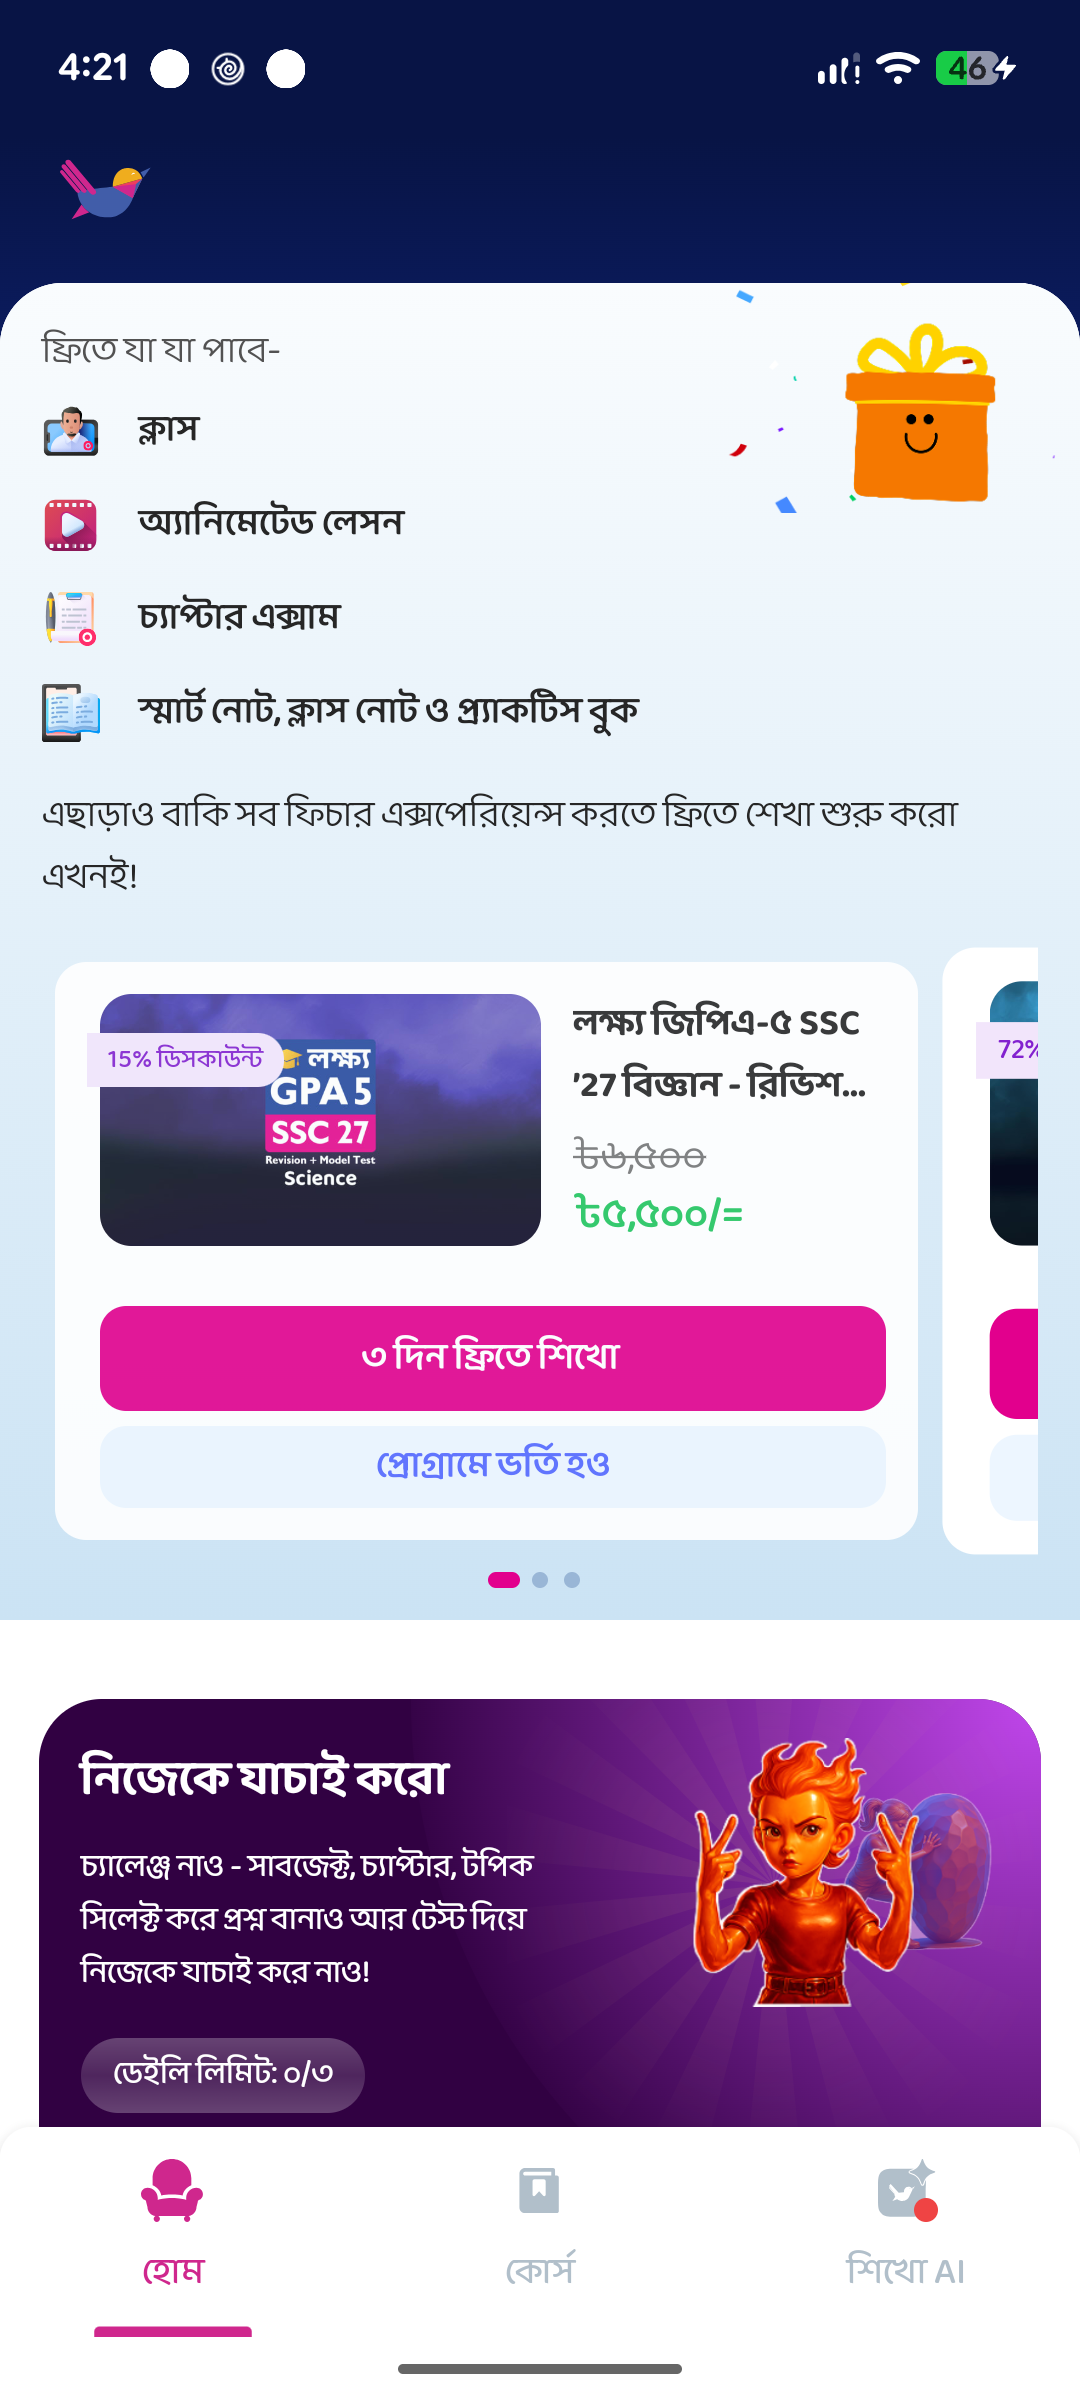 4:21
46
ফ্রিতে যা যা পাবে-
ক্লাস
অ্যানিমেটেড লেসন
চ্যাপ্টার এক্সাম
স্মার্ট নোট, ক্লাস নোট ও প্র্যাকটিস বুক
এছাড়াও বাকি সব ফিচার এক্সপেরিয়েন্স করতে ফ্রিতে শেখা শুরু করো
এখনই!
15% ডিসকাউন্ট
লক্ষ্য
GPA 5
SSC 27
Revision + Model Test
Science
লক্ষ্য জিপিএ-৫ SSC
'27 বিজ্ঞান - রিভিশ...
৳৬,৫০০
৳৫,৫০০/=
72%
৩ দিন ফ্রিতে শিখো
প্রোগ্রামে ভর্তি হও
নিজেকে যাচাই করো
চ্যালেঞ্জ নাও - সাবজেক্ট, চ্যাপ্টার, টপিক
সিলেক্ট করে প্রশ্ন বানাও আর টেস্ট দিয়ে
নিজেকে যাচাই করে নাও!
ডেইলি লিমিট: ০/৩
হোম
কোর্স
শিখো AI